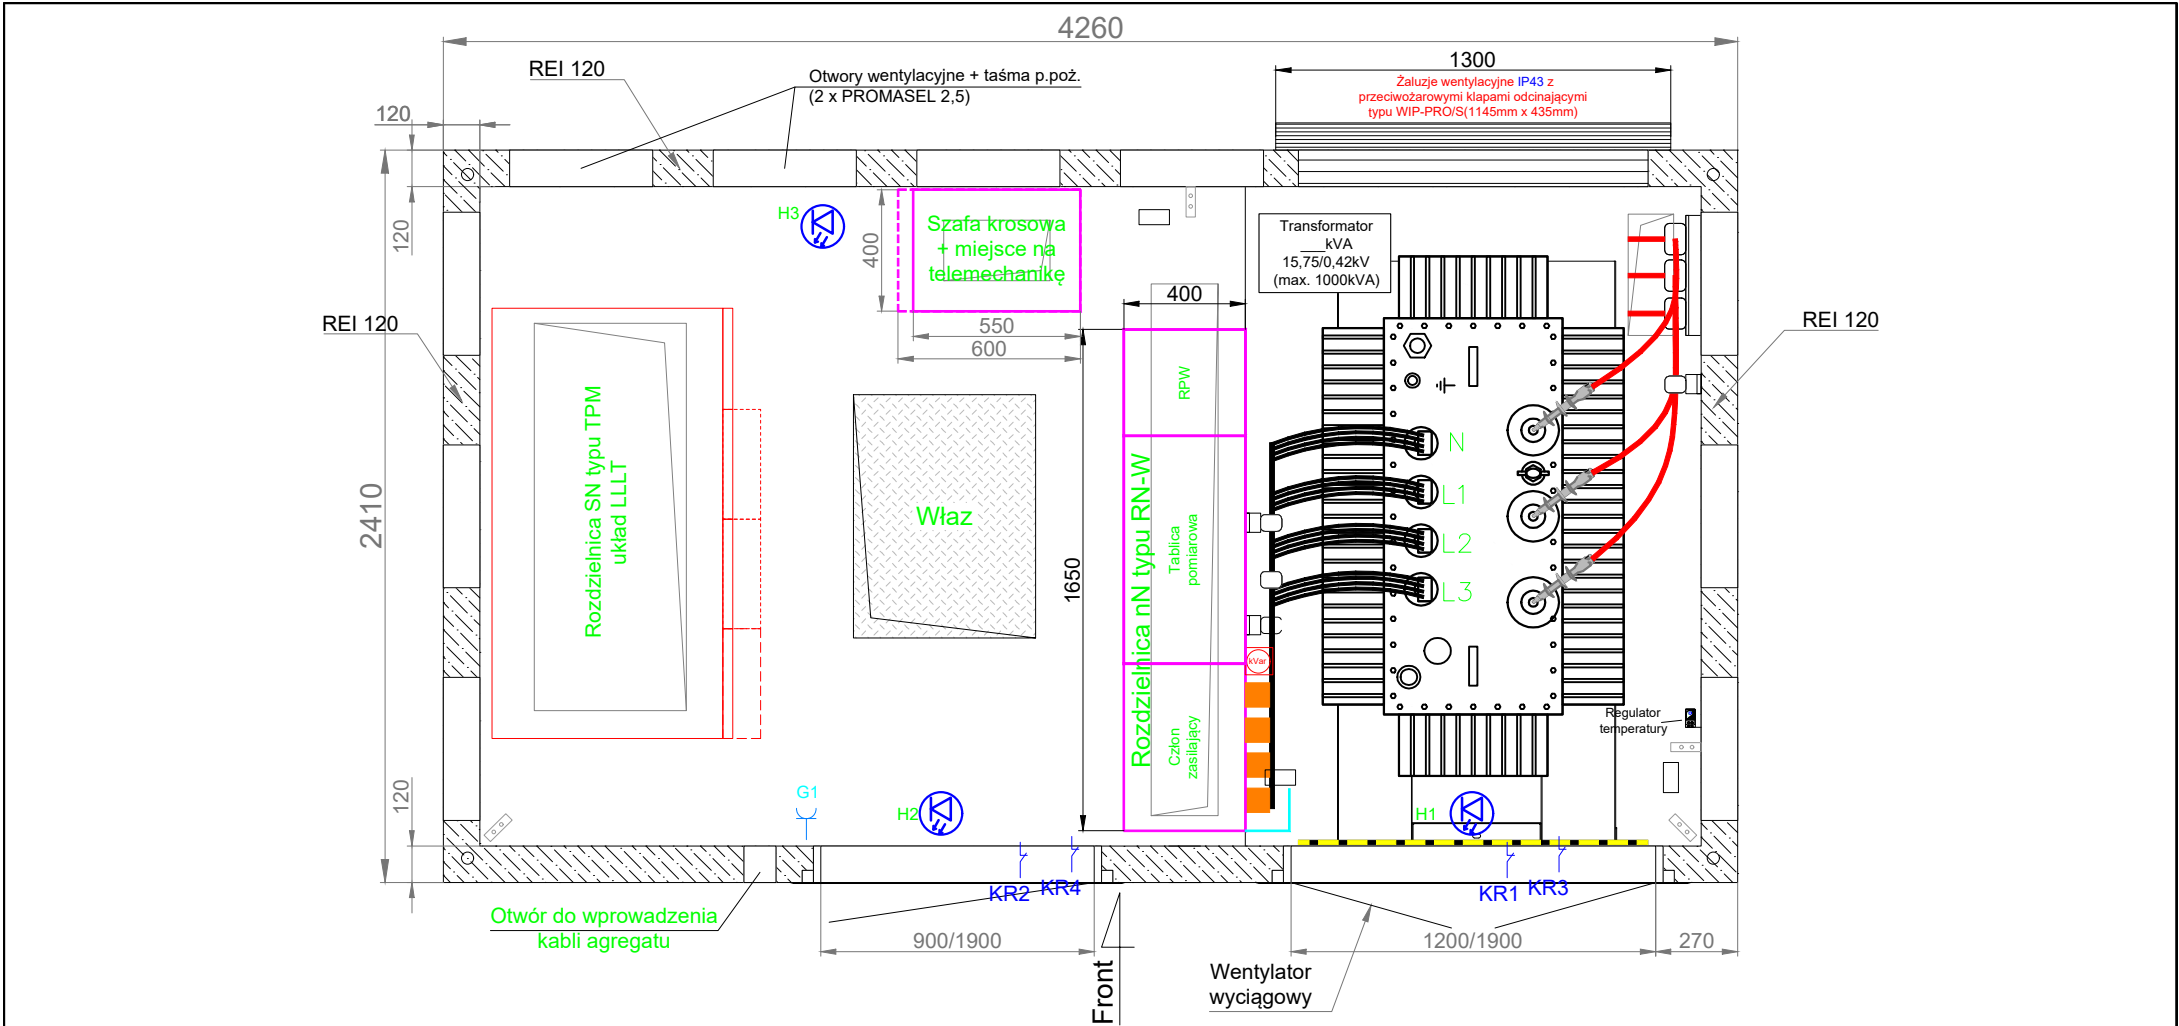 4260
1300
REI 120
Otwory wentylacyjne + taśma p.poż.
(2 x PROMASEL 2,5)
Żaluzje wentylacyjne IP43 z
przeciwożarowymi klapami odcinającymi
typu WIP-PRO/S(1145mm x 435mm)
120
120
H3
400
Szafa krosowa
+ miejsce na
telemechanikę
Transformator
___kVA
15,75/0,42kV
(max. 1000kVA)
400
550
600
REI 120
REI 120
RPW
Rozdzielnica SN typu TPM
układ LLLT
Właz
2410
1650
Rozdzielnica nN typu RN-W
Tablica
pomiarowa
N
L1
L2
L3
kVar
Człon
zasilający
Regulator
temperatury
120
G1
H2
H1
KR2
KR4
KR1
KR3
Otwór do wprowadzenia
kabli agregatu
900/1900
1200/1900
270
Front
Wentylator
wyciągowy